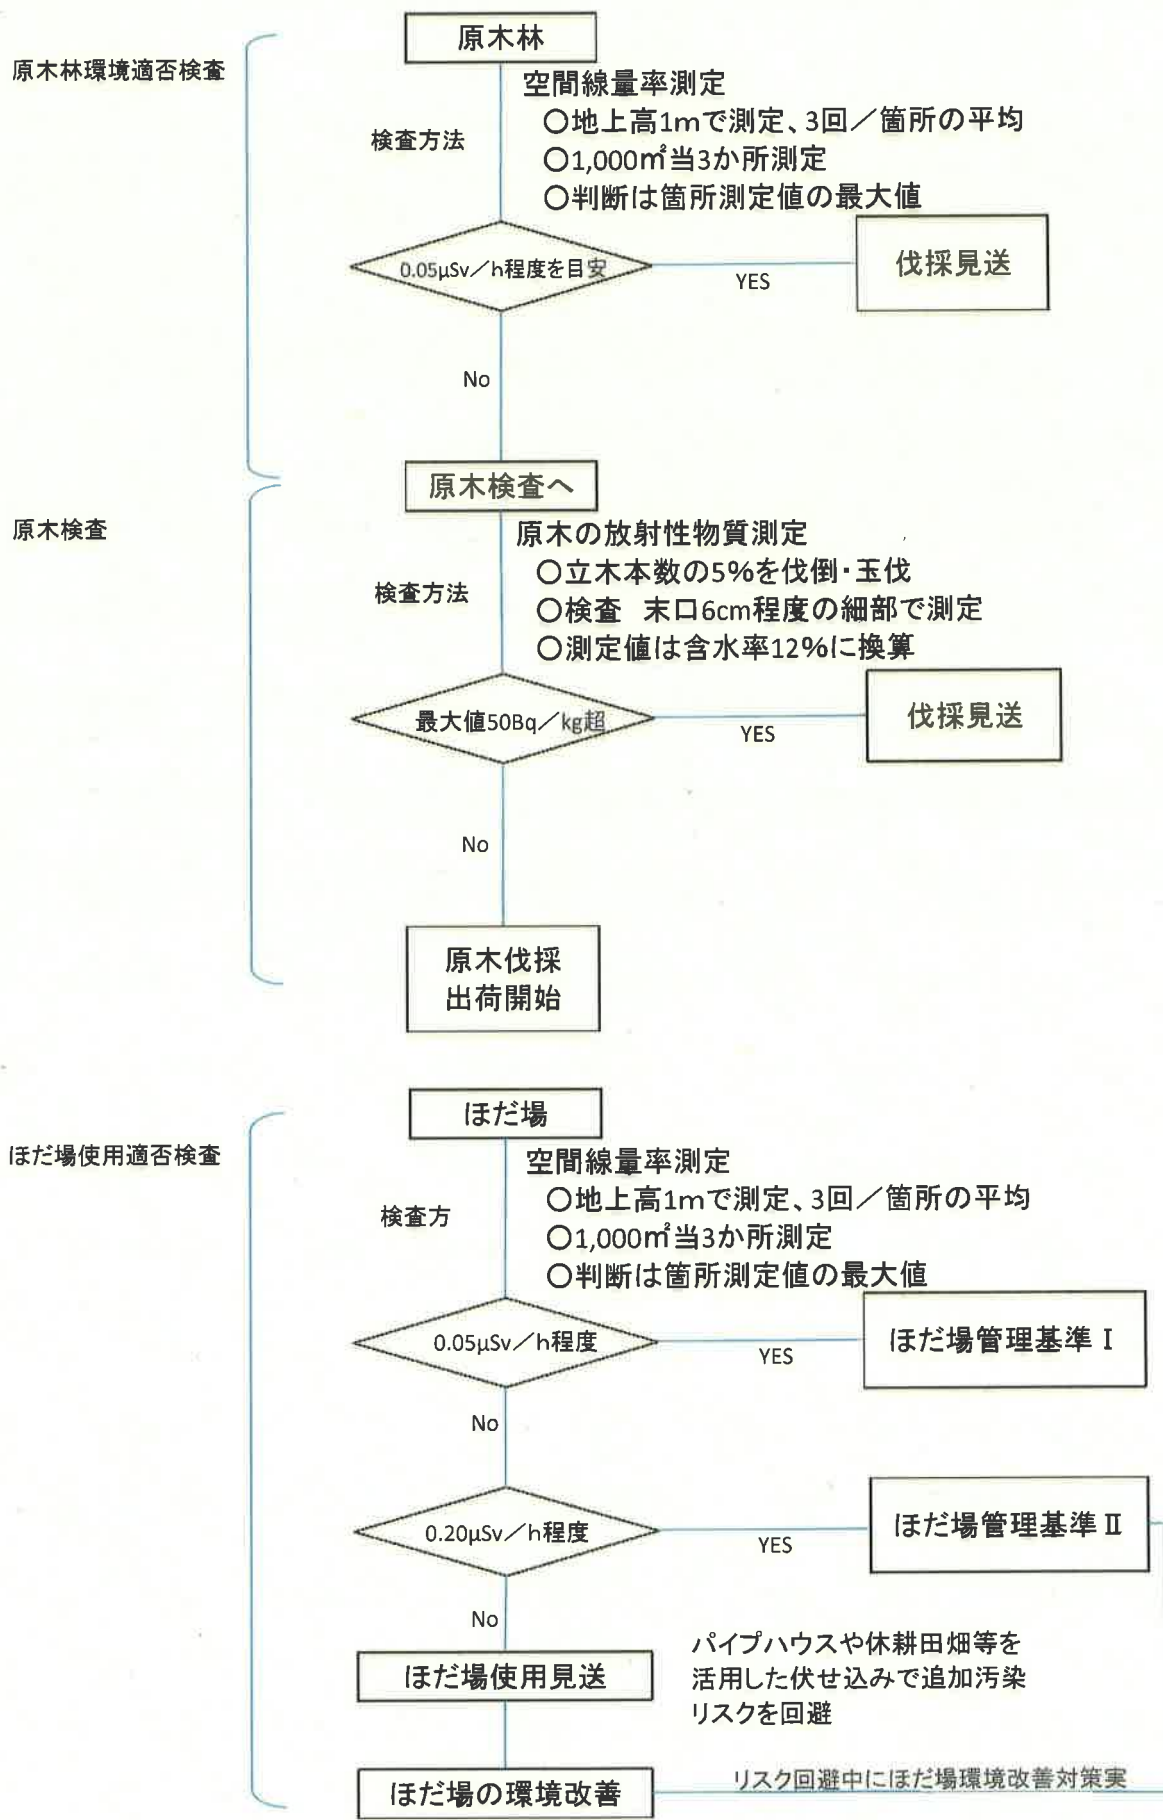 原木林
原木林環境適否検査
空間線量率測定
○地上高1mで測定、3回／箇所の平均
検査方法
○1,000㎡当3か所測定
○判断は箇所測定値の最大値
0.05μSv／h程度を目安
YES
伐採見送
No
原木検査へ
原木検査
原木の放射性物質測定
○立木本数の5%を伐倒・玉伐
検査方法
○検査　末口6cm程度の細部で測定
○測定値は含水率12%に換算
最大値50Bq／kg超
YES
伐採見送
No
原木伐採
出荷開始
ほだ場
ほだ場使用適否検査
空間線量率測定
○地上高1mで測定、3回／箇所の平均
検査方
○1,000㎡当3か所測定
○判断は箇所測定値の最大値
0.05μSv／h程度
YES
ほだ場管理基準Ⅰ
No
0.20μSv／h程度
YES
ほだ場管理基準Ⅱ
No
ほだ場使用見送
パイプハウスや休耕田畑等を
活用した伏せ込みで追加汚染
リスクを回避
ほだ場の環境改善
リスク回避中にほだ場環境改善対策実